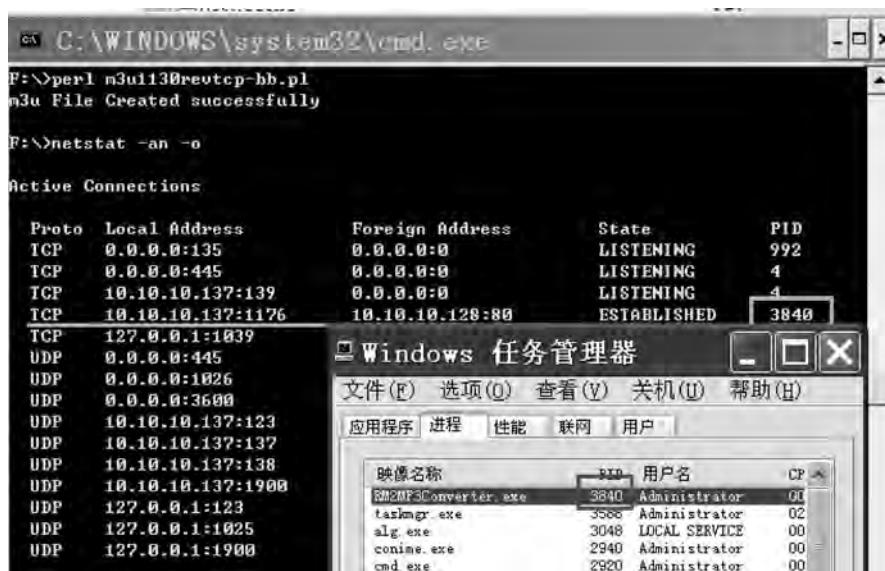 C:\WINDOWS\system32\cmd.exe
F:\>perl m3u1130revtcp-bb.pl
m3u File Created successfully
F:\>netstat -an -o
Active Connections
Proto Local Address Foreign Address State PID
TCP 0.0.0.0:135 0.0.0.0:0 LISTENING 992
TCP 0.0.0.0:445 0.0.0.0:0 LISTENING 4
TCP 10.10.10.137:139 0.0.0.0:0 LISTENING 4
TCP 10.10.10.137:1176 10.10.10.128:80 ESTABLISHED 3840
TCP 127.0.0.1:1039
UDP 0.0.0.0:445
UDP 0.0.0.0:1026
UDP 0.0.0.0:3600
UDP 10.10.10.137:123
UDP 10.10.10.137:137
UDP 10.10.10.137:138
UDP 10.10.10.137:1900
UDP 127.0.0.1:123
UDP 127.0.0.1:1025
UDP 127.0.0.1:1900
Windows 任务管理器
文件(F) 选项(O) 查看(V) 关机(U) 帮助(H)
应用程序 进程 性能 联网 用户
映像名称 PID 用户名 CP
RM2MP3Converter.exe 3840 Administrator 00
taskmgr.exe 3588 Administrator 02
alg.exe 3048 LOCAL SERVICE 00
conime.exe 2940 Administrator 00
cmd.exe 2920 Administrator 00